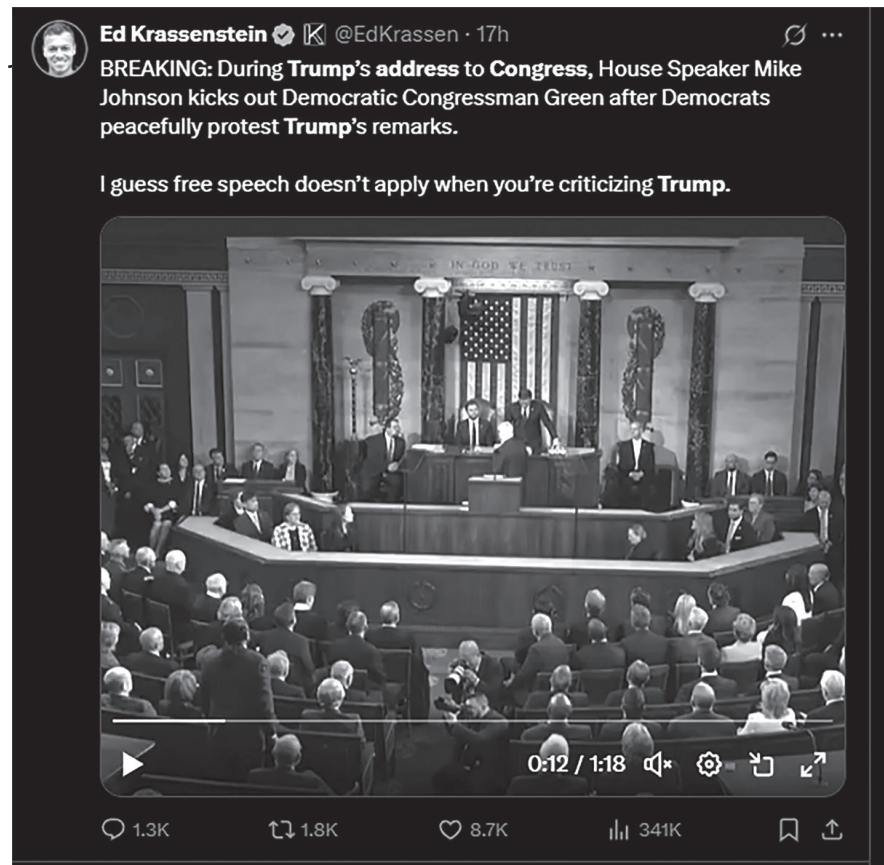 Ed Krassenstein @EdKrassen · 17h
BREAKING: During Trump's address to Congress, House Speaker Mike
Johnson kicks out Democratic Congressman Green after Democrats
peacefully protest Trump's remarks.
I guess free speech doesn't apply when you're criticizing Trump.
IN GOD WE TRUST
0:12 / 1:18
1.3K 1.8K 8.7K 341K